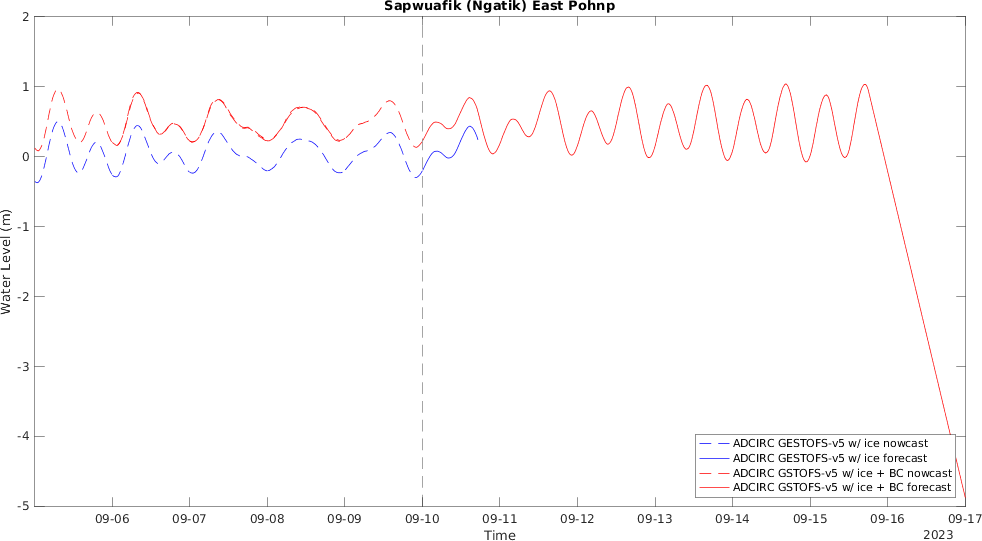 Sapwuafik (Ngatik) East Pohnp
2
1
0
-1
-2
-3
-4
-5
Water Level (m)
09-06 09-07 09-08 09-09 09-10 09-11 09-12 09-13 09-14 09-15 09-16 09-17
Time
2023
ADCIRC GESTOFS-v5 w/ ice nowcast
ADCIRC GESTOFS-v5 w/ ice forecast
ADCIRC GSTOFS-v5 w/ ice + BC nowcast
ADCIRC GSTOFS-v5 w/ ice + BC forecast